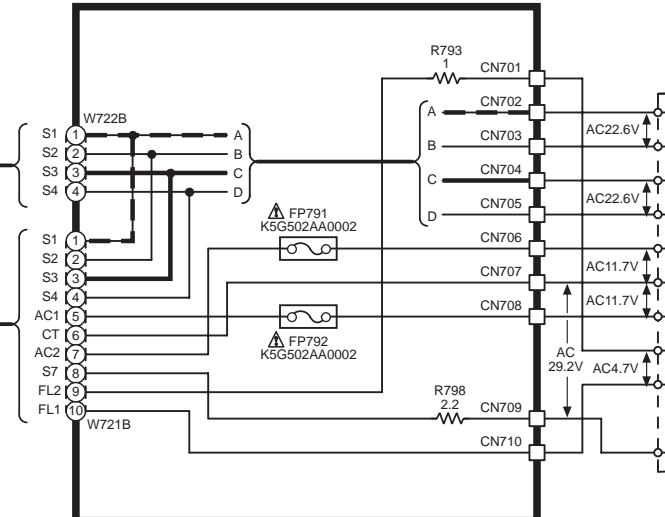 W722B
S1 1
S2 2
S3 3
S4 4
A
B
C
D
S1 1
S2 2
S3 3
S4 4
AC1 5
CT 6
AC2 7
S7 8
FL2 9
FL1 10
W721B
FP791
K5G502AA0002
FP792
K5G502AA0002
R793
1
R798
2.2
A
B
C
D
CN701
CN702
CN703
CN704
CN705
CN706
CN707
CN708
CN709
CN710
AC22.6V
AC22.6V
AC11.7V
AC11.7V
AC
29.2V
AC4.7V